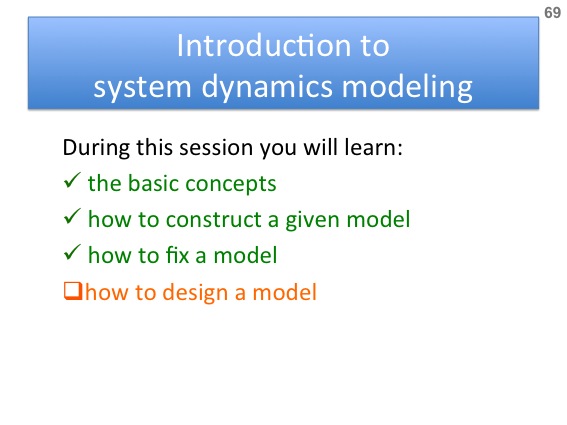 69
Introduction to
system dynamics modeling
During this session you will learn:
✓ the basic concepts
✓ how to construct a given model
✓ how to fix a model
❑how to design a model